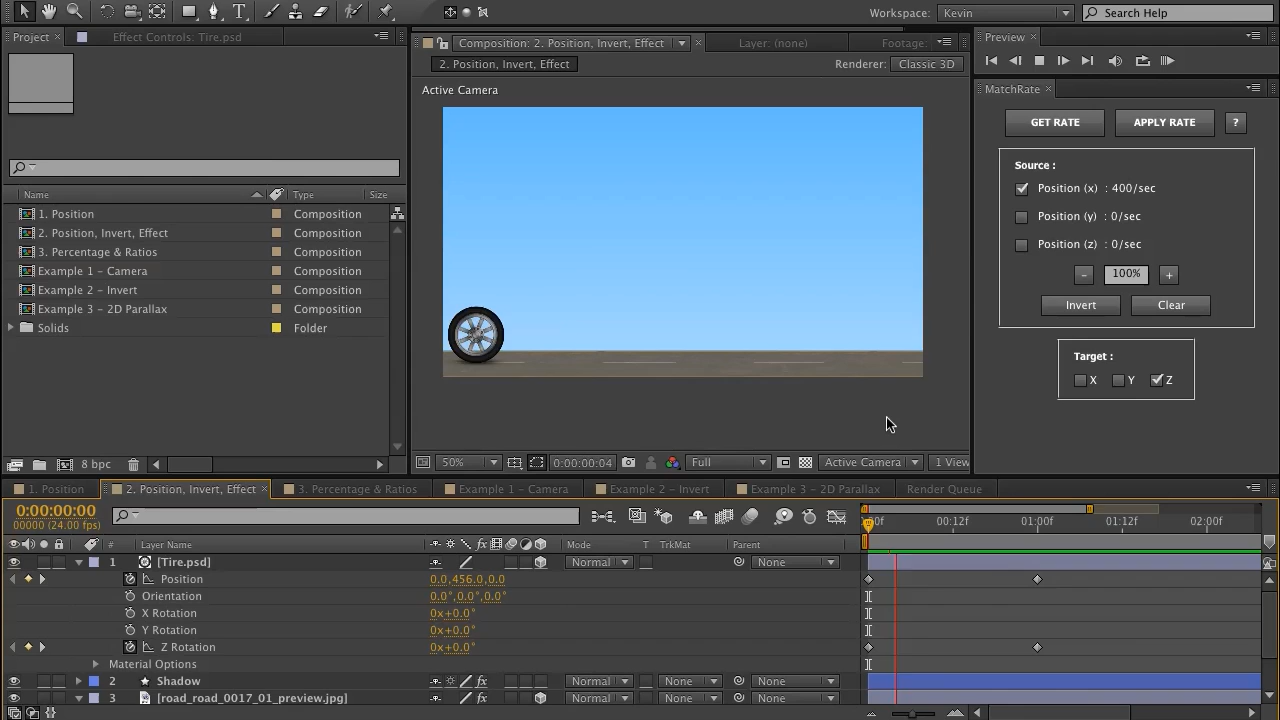 Workspace: Kevin Search Help
Project × Effect Controls: Tire.psd
Composition: 2. Position, Invert, Effect Layer: (none) Footage:
Preview
2. Position, Invert, Effect Renderer: Classic 3D
Active Camera
MatchRate
GET RATE APPLY RATE ?
Source :
Position (x) : 400/sec
Position (y) : 0/sec
Position (z) : 0/sec
- 100% +
Invert Clear
Target :
X Y Z
Name Type Size
1. Position Composition
2. Position, Invert, Effect Composition
3. Percentage & Ratios Composition
Example 1 - Camera Composition
Example 2 - Invert Composition
Example 3 - 2D Parallax Composition
Solids Folder
8 bpc
50% 0:00:00:04 Full Active Camera 1 View
1. Position 2. Position, Invert, Effect 3. Percentage & Ratios Example 1 - Camera Example 2 - Invert Example 3 - 2D Parallax Render Queue
0:00:00:00
00000 (24.00 fps)
00f 00:12f 01:00f 01:12f 02:00f
# Layer Name Mode T TrkMat Parent
1 [Tire.psd] Normal None
Position 0.0,456.0,0.0
Orientation 0.0°,0.0°,0.0°
X Rotation 0x+0.0°
Y Rotation 0x+0.0°
Z Rotation 0x+0.0°
Material Options
2 Shadow Normal None None
3 [road_road_0017_01_preview.jpg] Normal None None